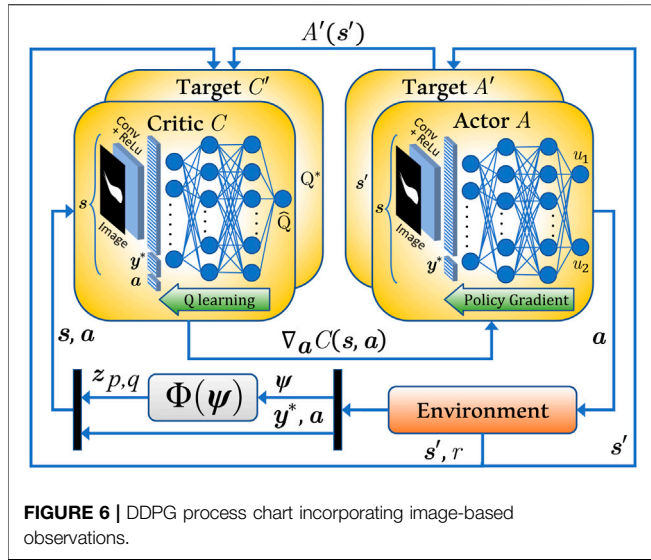 A′(s′)
Target C′
Target A′
Critic C
Actor A
Conv
+ReLu
Conv
+ReLu
s
Image
y*
a
Q*
Q̂
s′
s
Image
y*
u₁
u₂
Q learning
Policy Gradient
s, a
∇ₐC(s, a)
a
z p,q
Φ(ψ)
ψ
y*, a
Environment
s′, r
s′
FIGURE 6 | DDPG process chart incorporating image-based
observations.